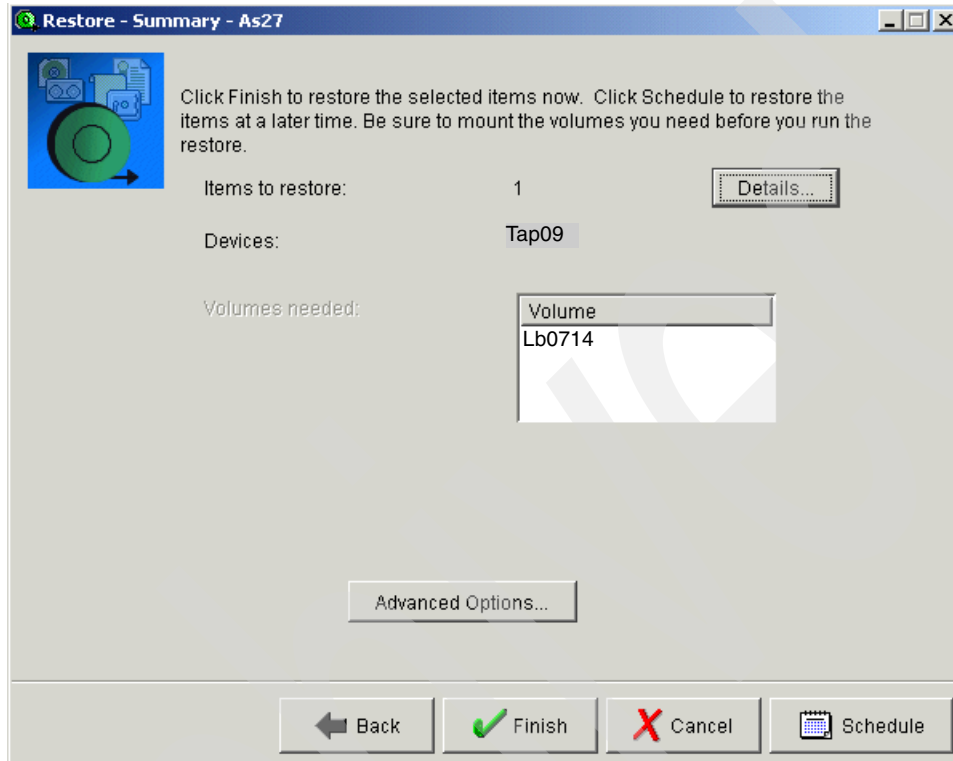 Restore - Summary - As27
Click Finish to restore the selected items now. Click Schedule to restore the
items at a later time. Be sure to mount the volumes you need before you run the
restore.
Items to restore: 1 Details...
Devices: Tap09
Volumes needed: Volume
Lb0714
Advanced Options...
Back Finish Cancel Schedule